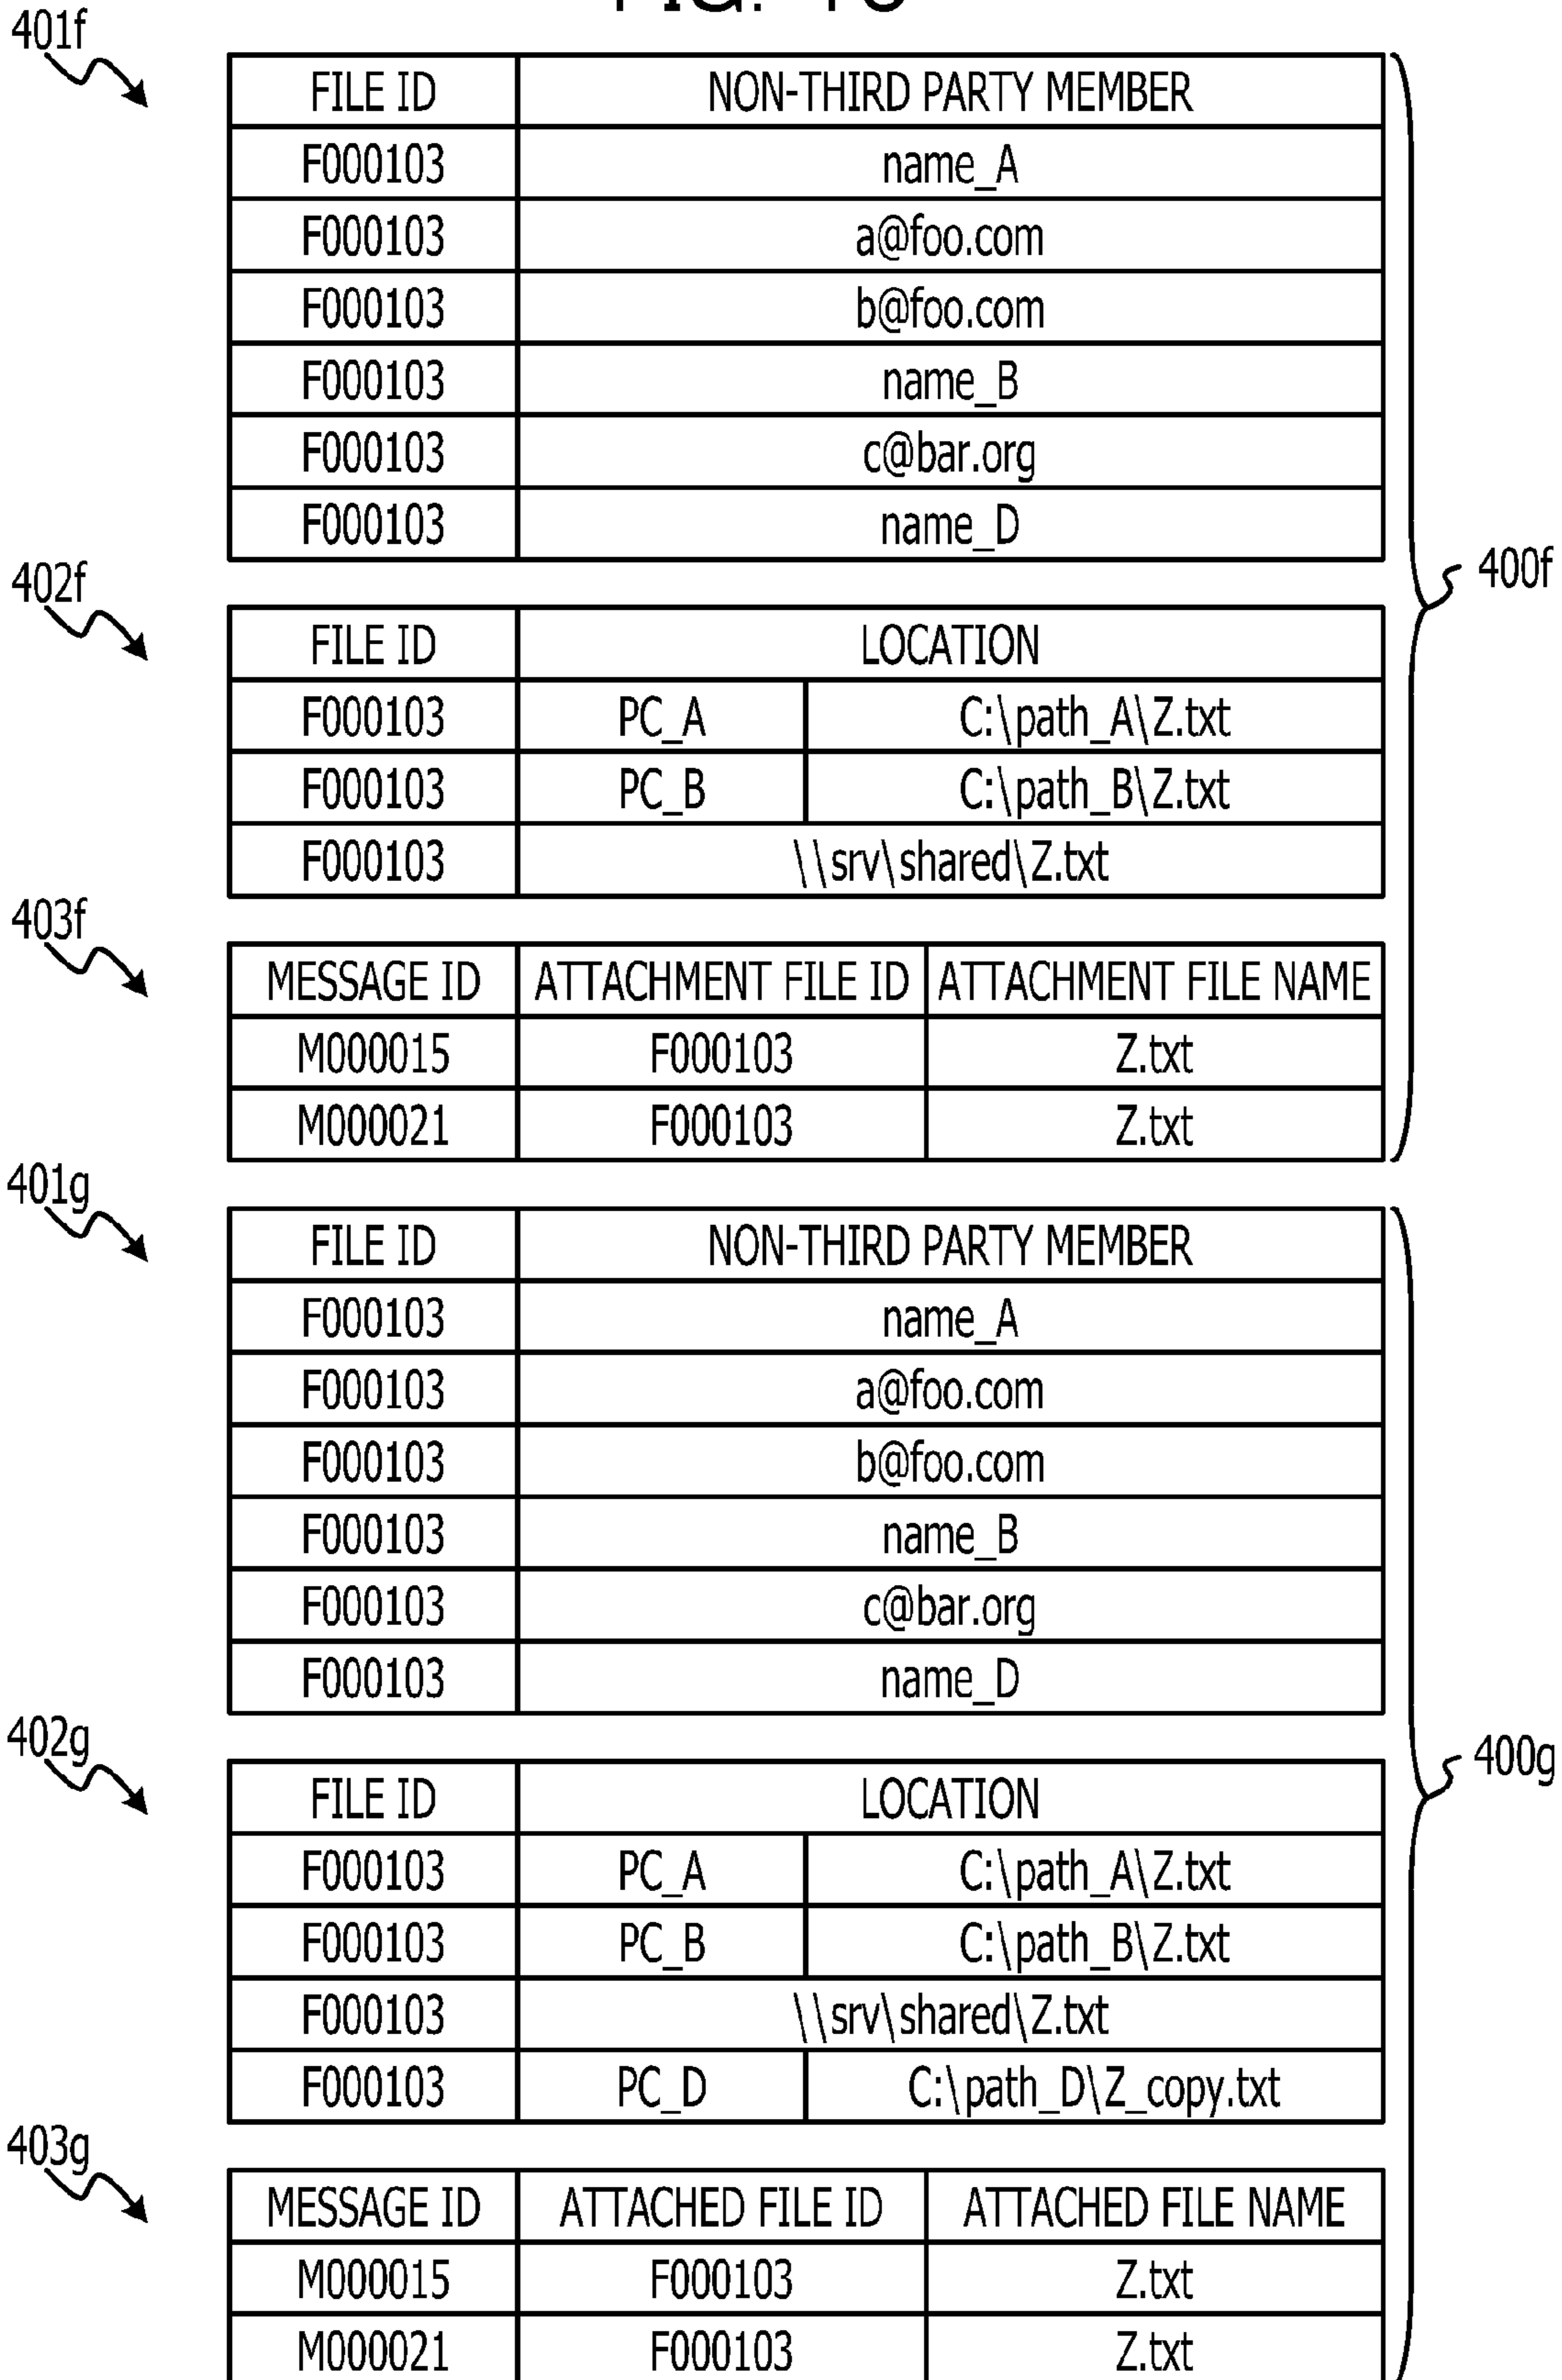 401f
FILE ID NON-THIRD PARTY MEMBER
F000103 name_A
F000103 a@foo.com
F000103 b@foo.com
F000103 name_B
F000103 c@bar.org
F000103 name_D
400f
402f
FILE ID LOCATION
F000103 PC_A C:\path_A\Z.txt
F000103 PC_B C:\path_B\Z.txt
F000103 \\srv\shared\Z.txt
403f
MESSAGE ID ATTACHMENT FILE ID ATTACHMENT FILE NAME
M000015 F000103 Z.txt
M000021 F000103 Z.txt
401g
FILE ID NON-THIRD PARTY MEMBER
F000103 name_A
F000103 a@foo.com
F000103 b@foo.com
F000103 name_B
F000103 c@bar.org
F000103 name_D
402g
400g
FILE ID LOCATION
F000103 PC_A C:\path_A\Z.txt
F000103 PC_B C:\path_B\Z.txt
F000103 \\srv\shared\Z.txt
F000103 PC_D C:\path_D\Z_copy.txt
403g
MESSAGE ID ATTACHED FILE ID ATTACHED FILE NAME
M000015 F000103 Z.txt
M000021 F000103 Z.txt